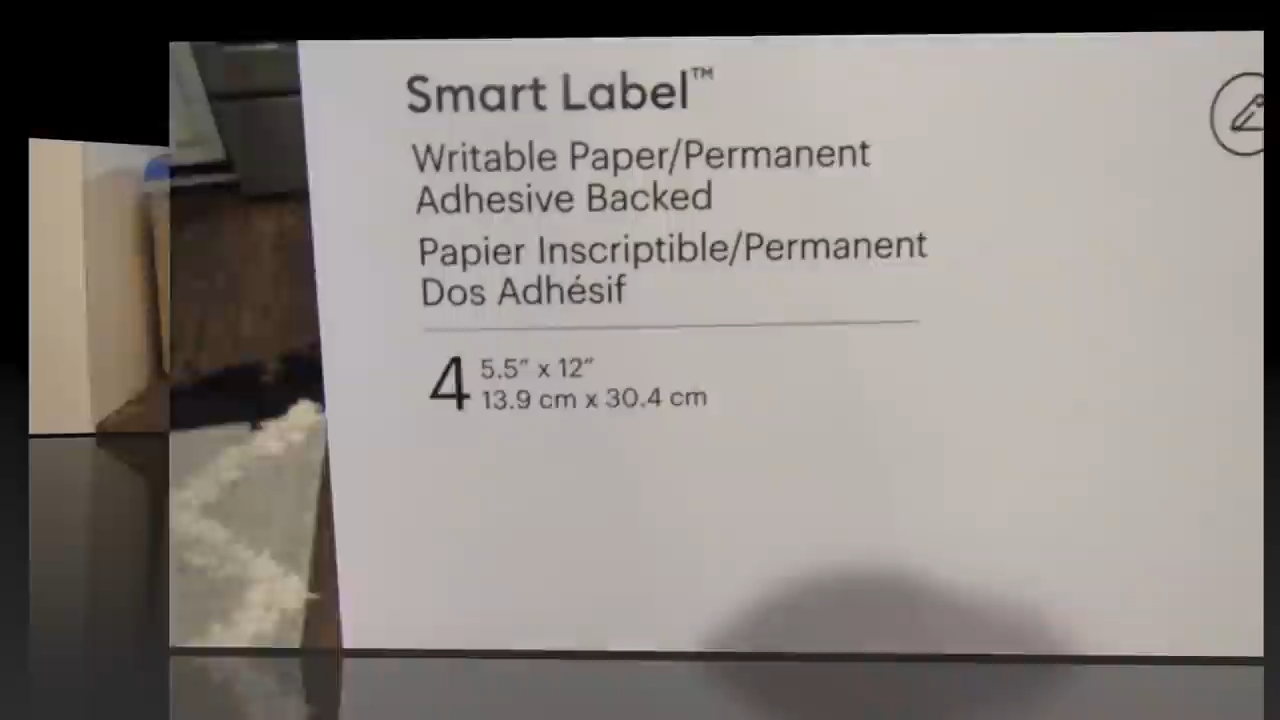 Smart Label™
Writable Paper/Permanent
Adhesive Backed
Papier Inscriptible/Permanent
Dos Adhésif
4 5.5″ x 12″
13.9 cm x 30.4 cm